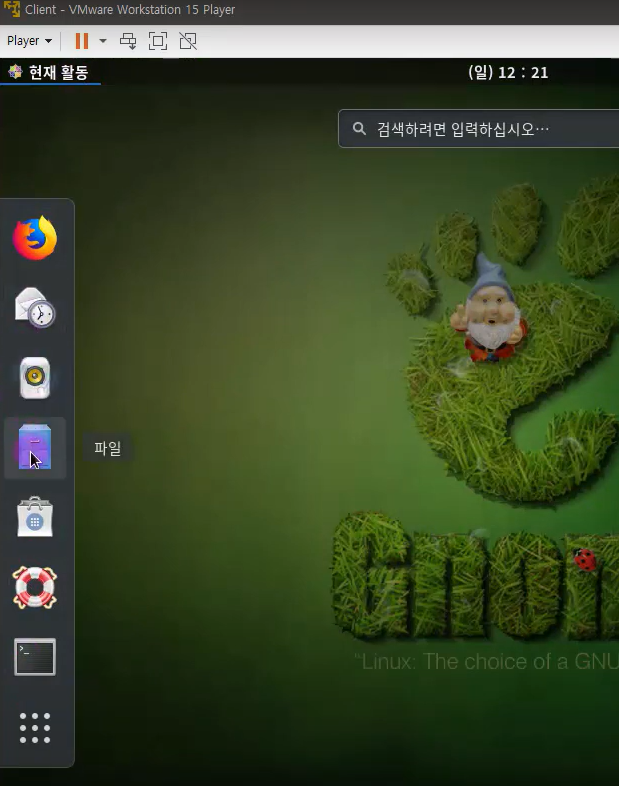 Client - VMware Workstation 15 Player
Player
현재 활동
(일) 12 : 21
검색하려면 입력하십시오…
파일
Gnom
"Linux: The choice of a GNU